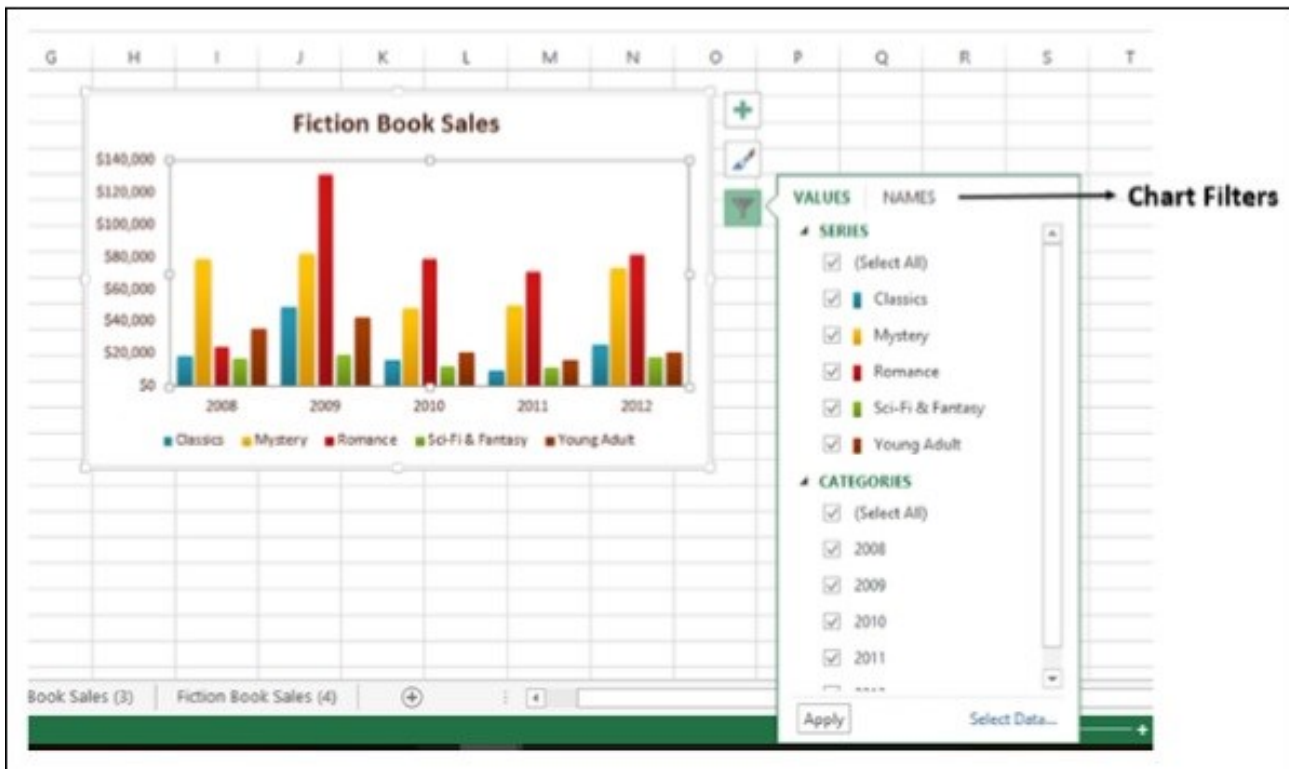 G H I J K L M N O P Q R S T
Fiction Book Sales
$140,000
$120,000
$100,000
$80,000
$60,000
$40,000
$20,000
$0
2008 2009 2010 2011 2012
Classics Mystery Romance Sci-Fi & Fantasy Young Adult
VALUES NAMES
Chart Filters
SERIES
(Select All)
Classics
Mystery
Romance
Sci-Fi & Fantasy
Young Adult
CATEGORIES
(Select All)
2008
2009
2010
2011
Apply Select Data...
Book Sales (3) Fiction Book Sales (4)